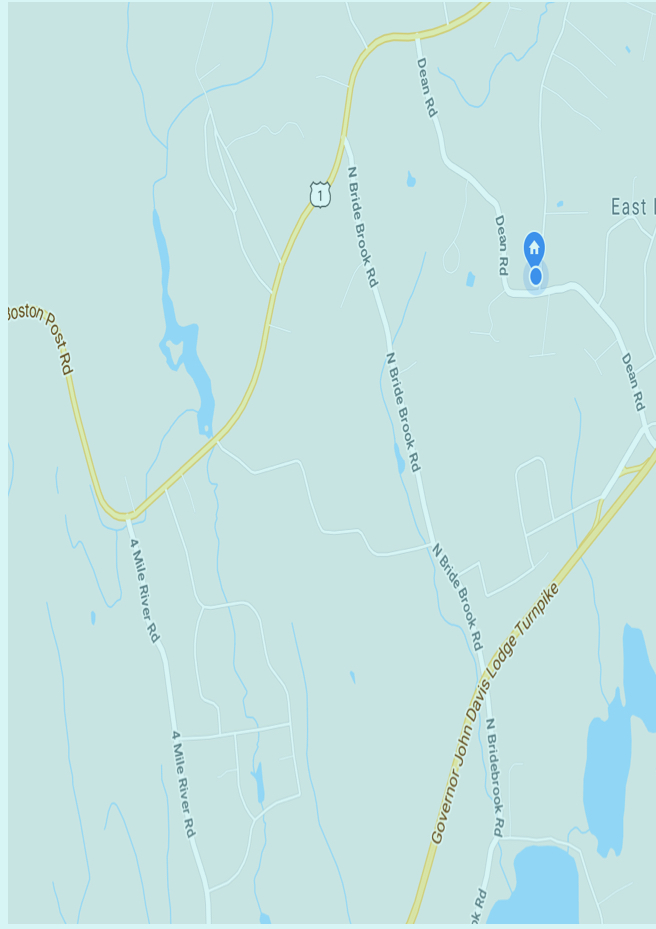 Dean Rd
1
N Bride Brook Rd
East
Dean Rd
Boston Post Rd
N Bride Brook Rd
Dean Rd
4 Mile River Rd
N Bride Brook Rd
Governor John Davis Lodge Turnpike
4 Mile River Rd
N Bridebrook Rd
Rd